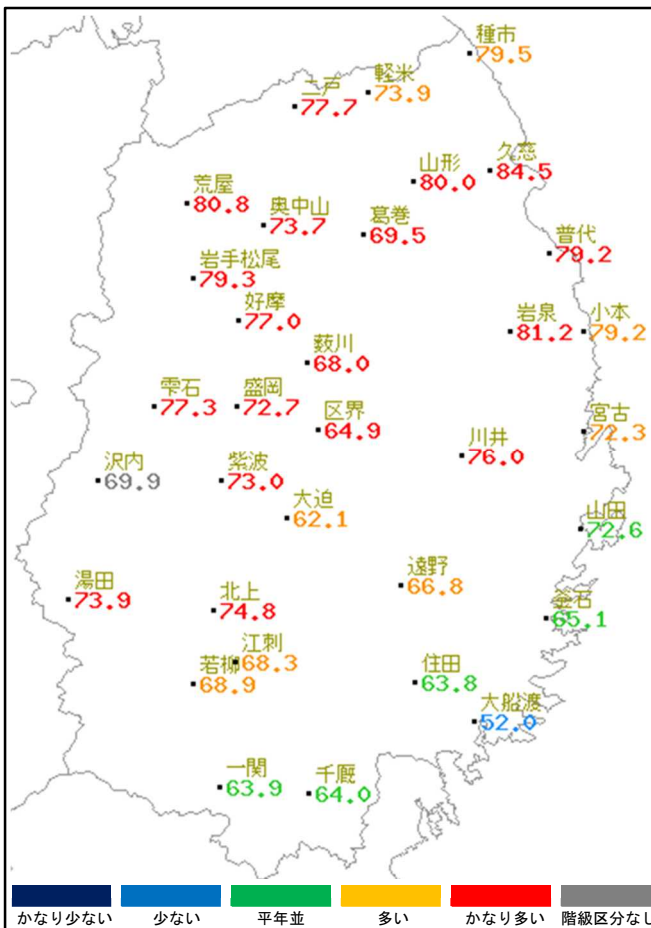 種市
79.5
軽米
73.9
二戸
77.7
久慈
84.5
山形
80.0
荒屋
80.8
奥中山
73.7
葛巻
69.5
普代
79.2
岩手松尾
79.3
好摩
77.0
岩泉
81.2
小本
79.2
薮川
68.0
雫石
77.3
盛岡
72.7
区界
64.9
宮古
72.3
川井
76.0
沢内
69.9
紫波
73.0
大迫
62.1
山田
72.6
遠野
66.8
湯田
73.9
北上
74.8
釜石
65.1
江刺
68.3
若柳
68.9
住田
63.8
大船渡
52.0
一関
63.9
千厩
64.0
かなり少ない
少ない
平年並
多い
かなり多い
階級区分なし